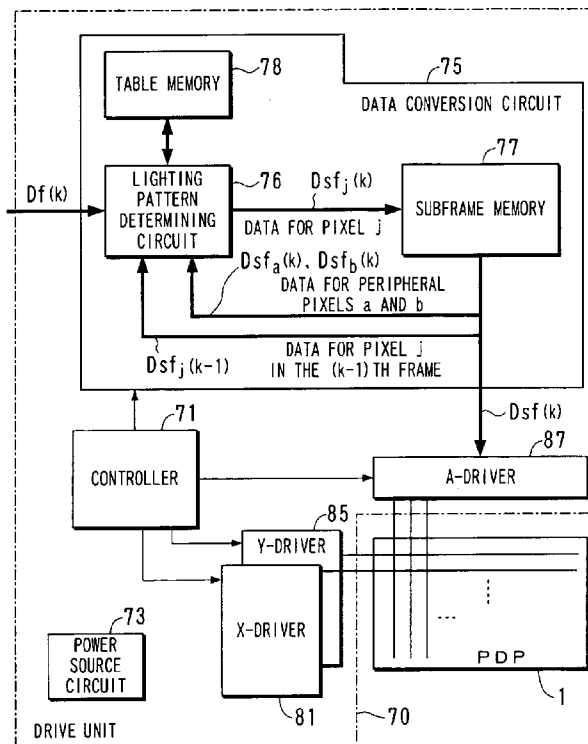 78
75
TABLE MEMORY
DATA CONVERSION CIRCUIT
Df(k)
LIGHTING
PATTERN
DETERMINING
CIRCUIT
76
Dsfj(k)
DATA FOR PIXEL j
77
SUBFRAME MEMORY
Dsfa(k), Dsfb(k)
DATA FOR PERIPHERAL
PIXELS a AND b
Dsfj(k-1)
DATA FOR PIXEL j
IN THE (k-1)TH FRAME
71
CONTROLLER
Dsf(k)
87
A-DRIVER
85
Y-DRIVER
X-DRIVER
81
73
POWER
SOURCE
CIRCUIT
PDP
1
70
DRIVE UNIT